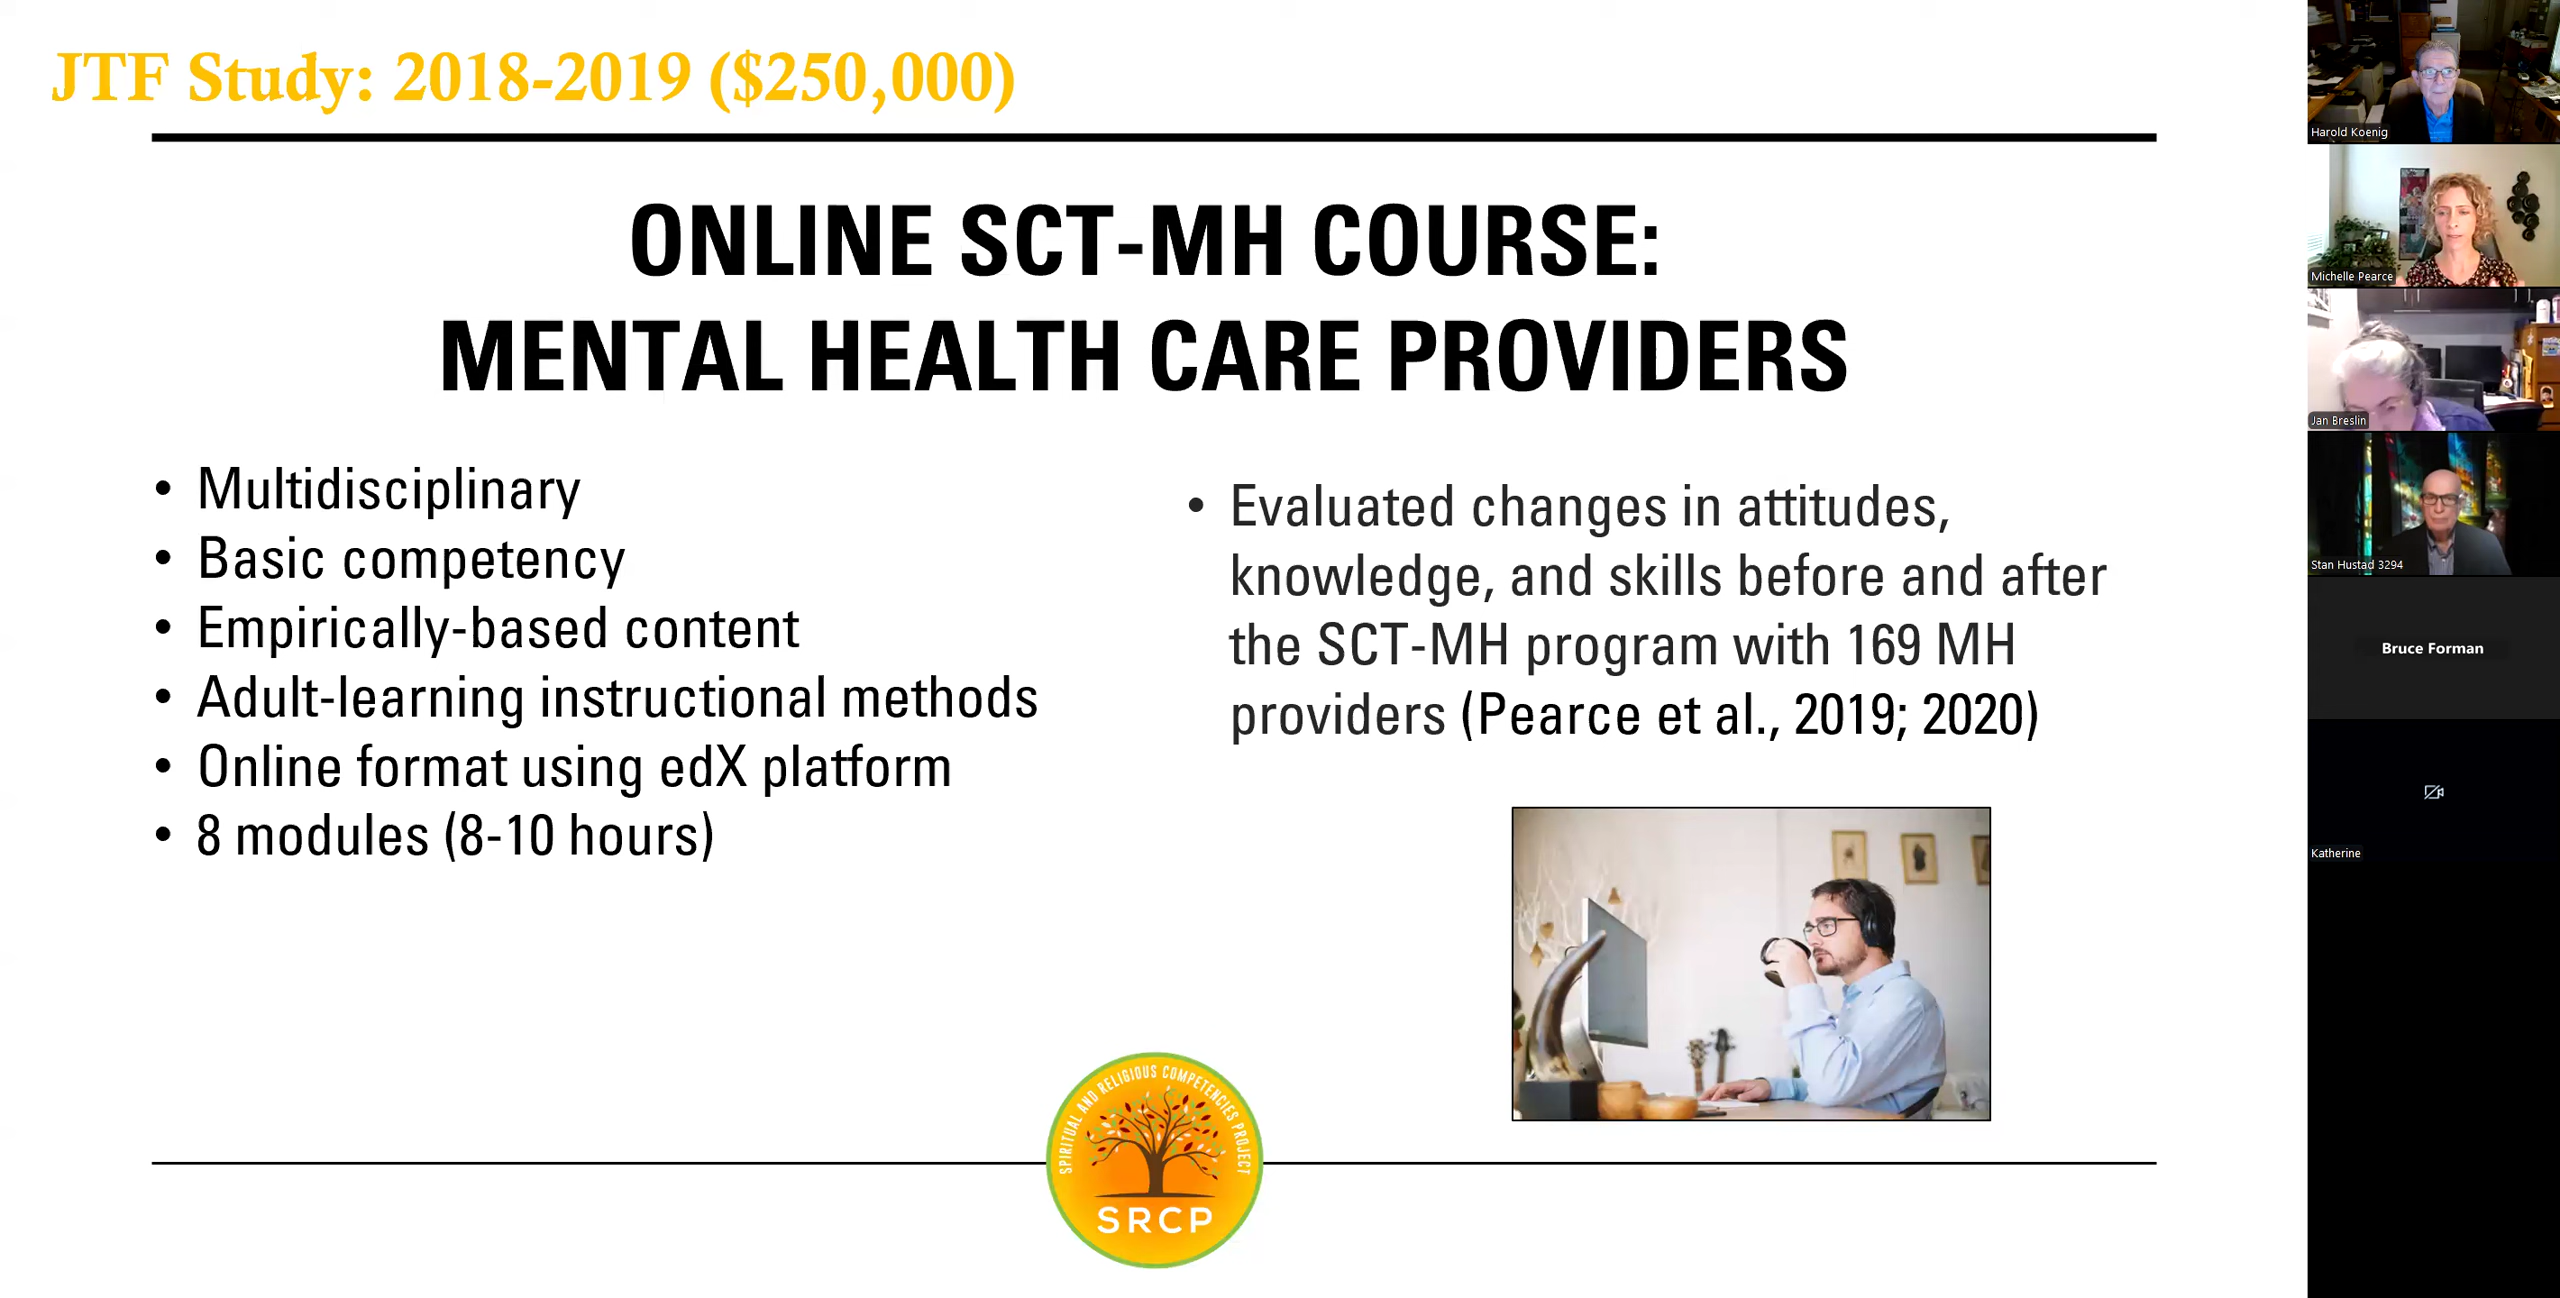 JTF Study: 2018-2019 ($250,000)
ONLINE SCT-MH COURSE:
MENTAL HEALTH CARE PROVIDERS
• Multidisciplinary
• Basic competency
• Empirically-based content
• Adult-learning instructional methods
• Online format using edX platform
• 8 modules (8-10 hours)
• Evaluated changes in attitudes,
knowledge, and skills before and after
the SCT-MH program with 169 MH
providers (Pearce et al., 2019; 2020)
SPIRITUAL AND RELIGIOUS COMPETENCIES PROJECT
SRCP
Harold Koenig
Michelle Pearce
Jan Breslin
Stan Hustad 3294
Bruce Forman
Katherine